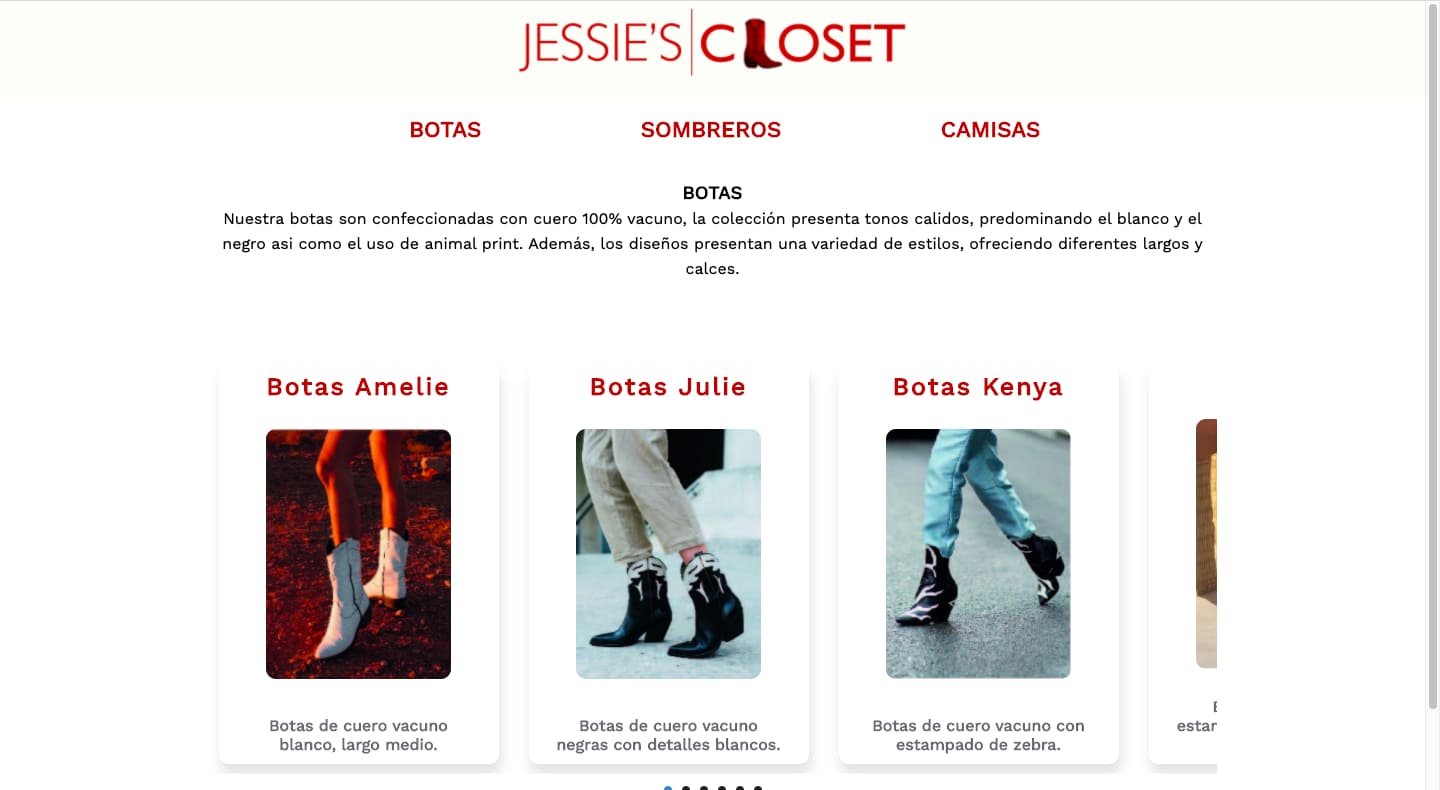 JESSIE'S CLOSET
BOTAS SOMBREROS CAMISAS
BOTAS
Nuestra botas son confeccionadas con cuero 100% vacuno, la colección presenta tonos calidos, predominando el blanco y el
negro asi como el uso de animal print. Además, los diseños presentan una variedad de estilos, ofreciendo diferentes largos y
calces.
Botas Amelie
Botas de cuero vacuno
blanco, largo medio.
Botas Julie
Botas de cuero vacuno
negras con detalles blancos.
Botas Kenya
Botas de cuero vacuno con
estampado de zebra.